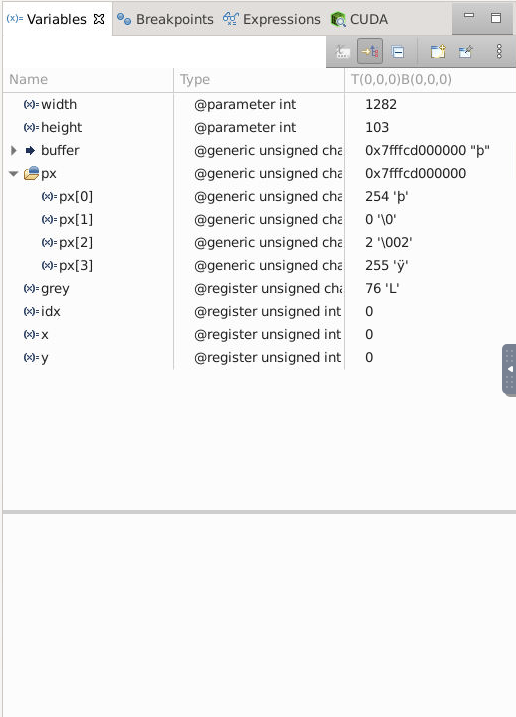 (x)= Variables Breakpoints Expressions CUDA
Name Type T(0,0,0)B(0,0,0)
(x)= width @parameter int 1282
(x)= height @parameter int 103
buffer @generic unsigned cha 0x7fffcd000000 "þ"
px @generic unsigned cha 0x7fffcd000000
(x)= px[0] @generic unsigned cha 254 'þ'
(x)= px[1] @generic unsigned cha 0 '\0'
(x)= px[2] @generic unsigned cha 2 '\002'
(x)= px[3] @generic unsigned cha 255 'ÿ'
(x)= grey @register unsigned cha 76 'L'
(x)= idx @register unsigned int 0
(x)= x @register unsigned int 0
(x)= y @register unsigned int 0